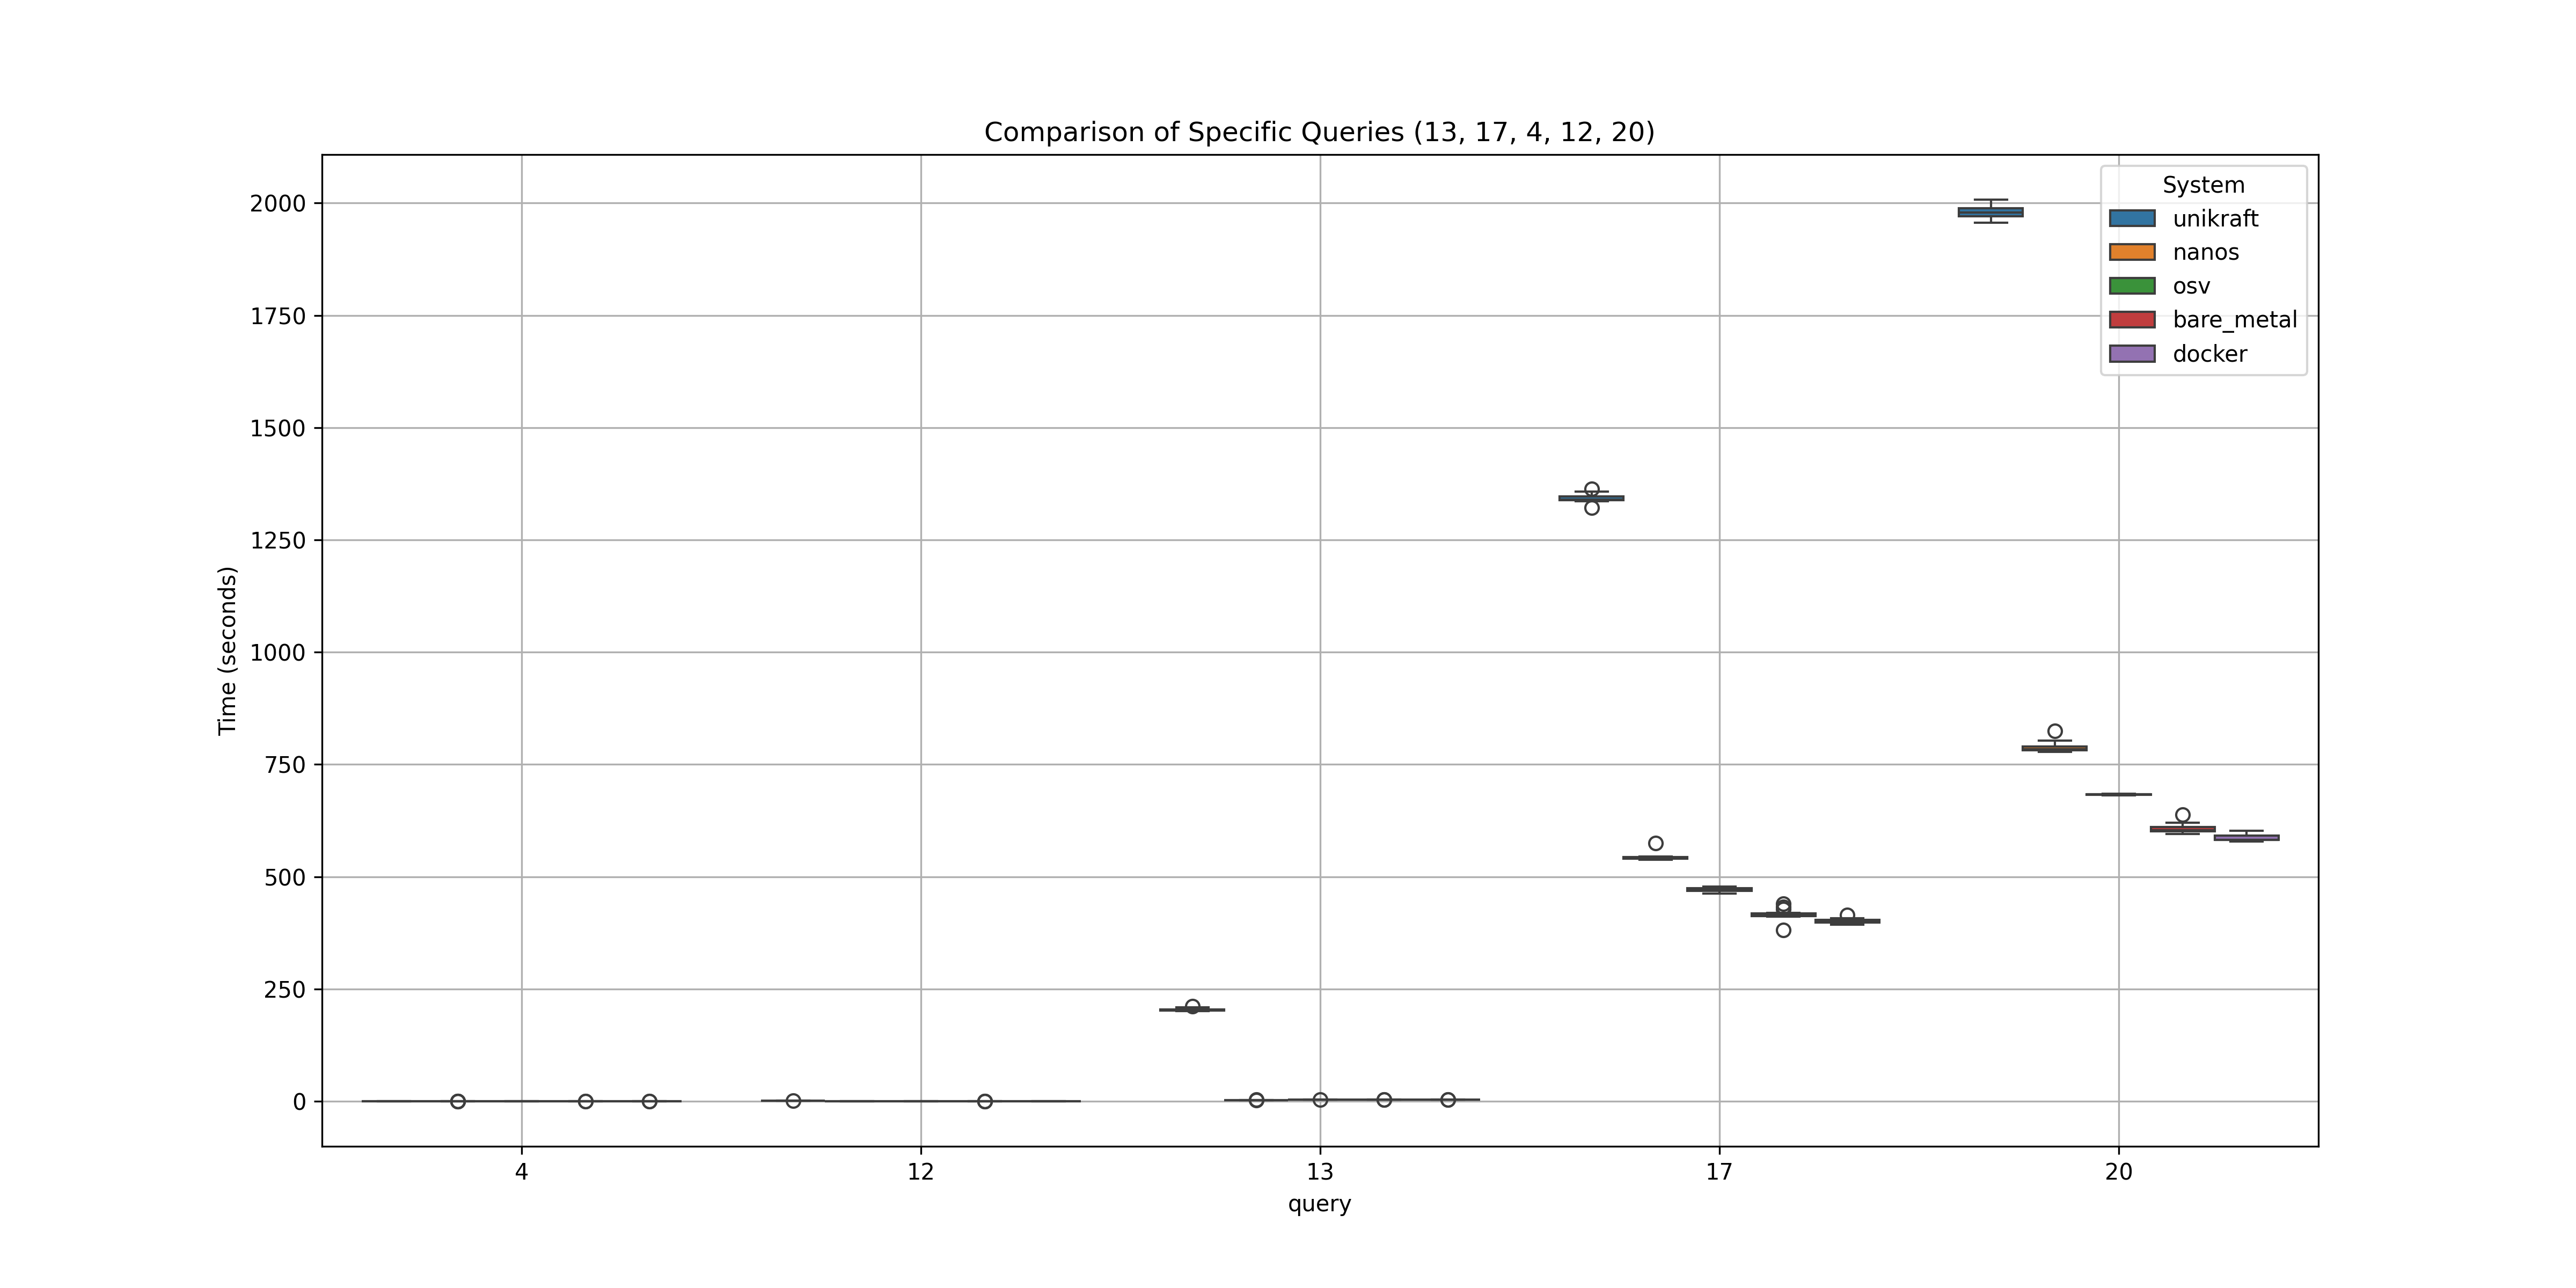 Comparison of Specific Queries (13, 17, 4, 12, 20)
System
unikraft
nanos
osv
bare_metal
docker
2000
1750
1500
1250
1000
750
500
250
0
Time (seconds)
4
12
13
17
20
query